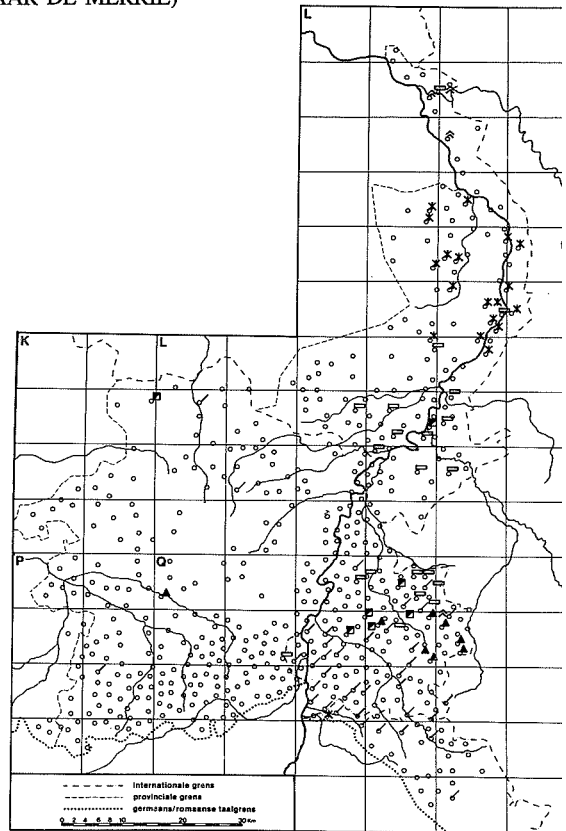 AAR DE MERRIE)
L
K
L
P
Q
internationale grens
provinciale grens
germaans/romaanse taalgrens
0 2 4 6 8 10 20 30 Km